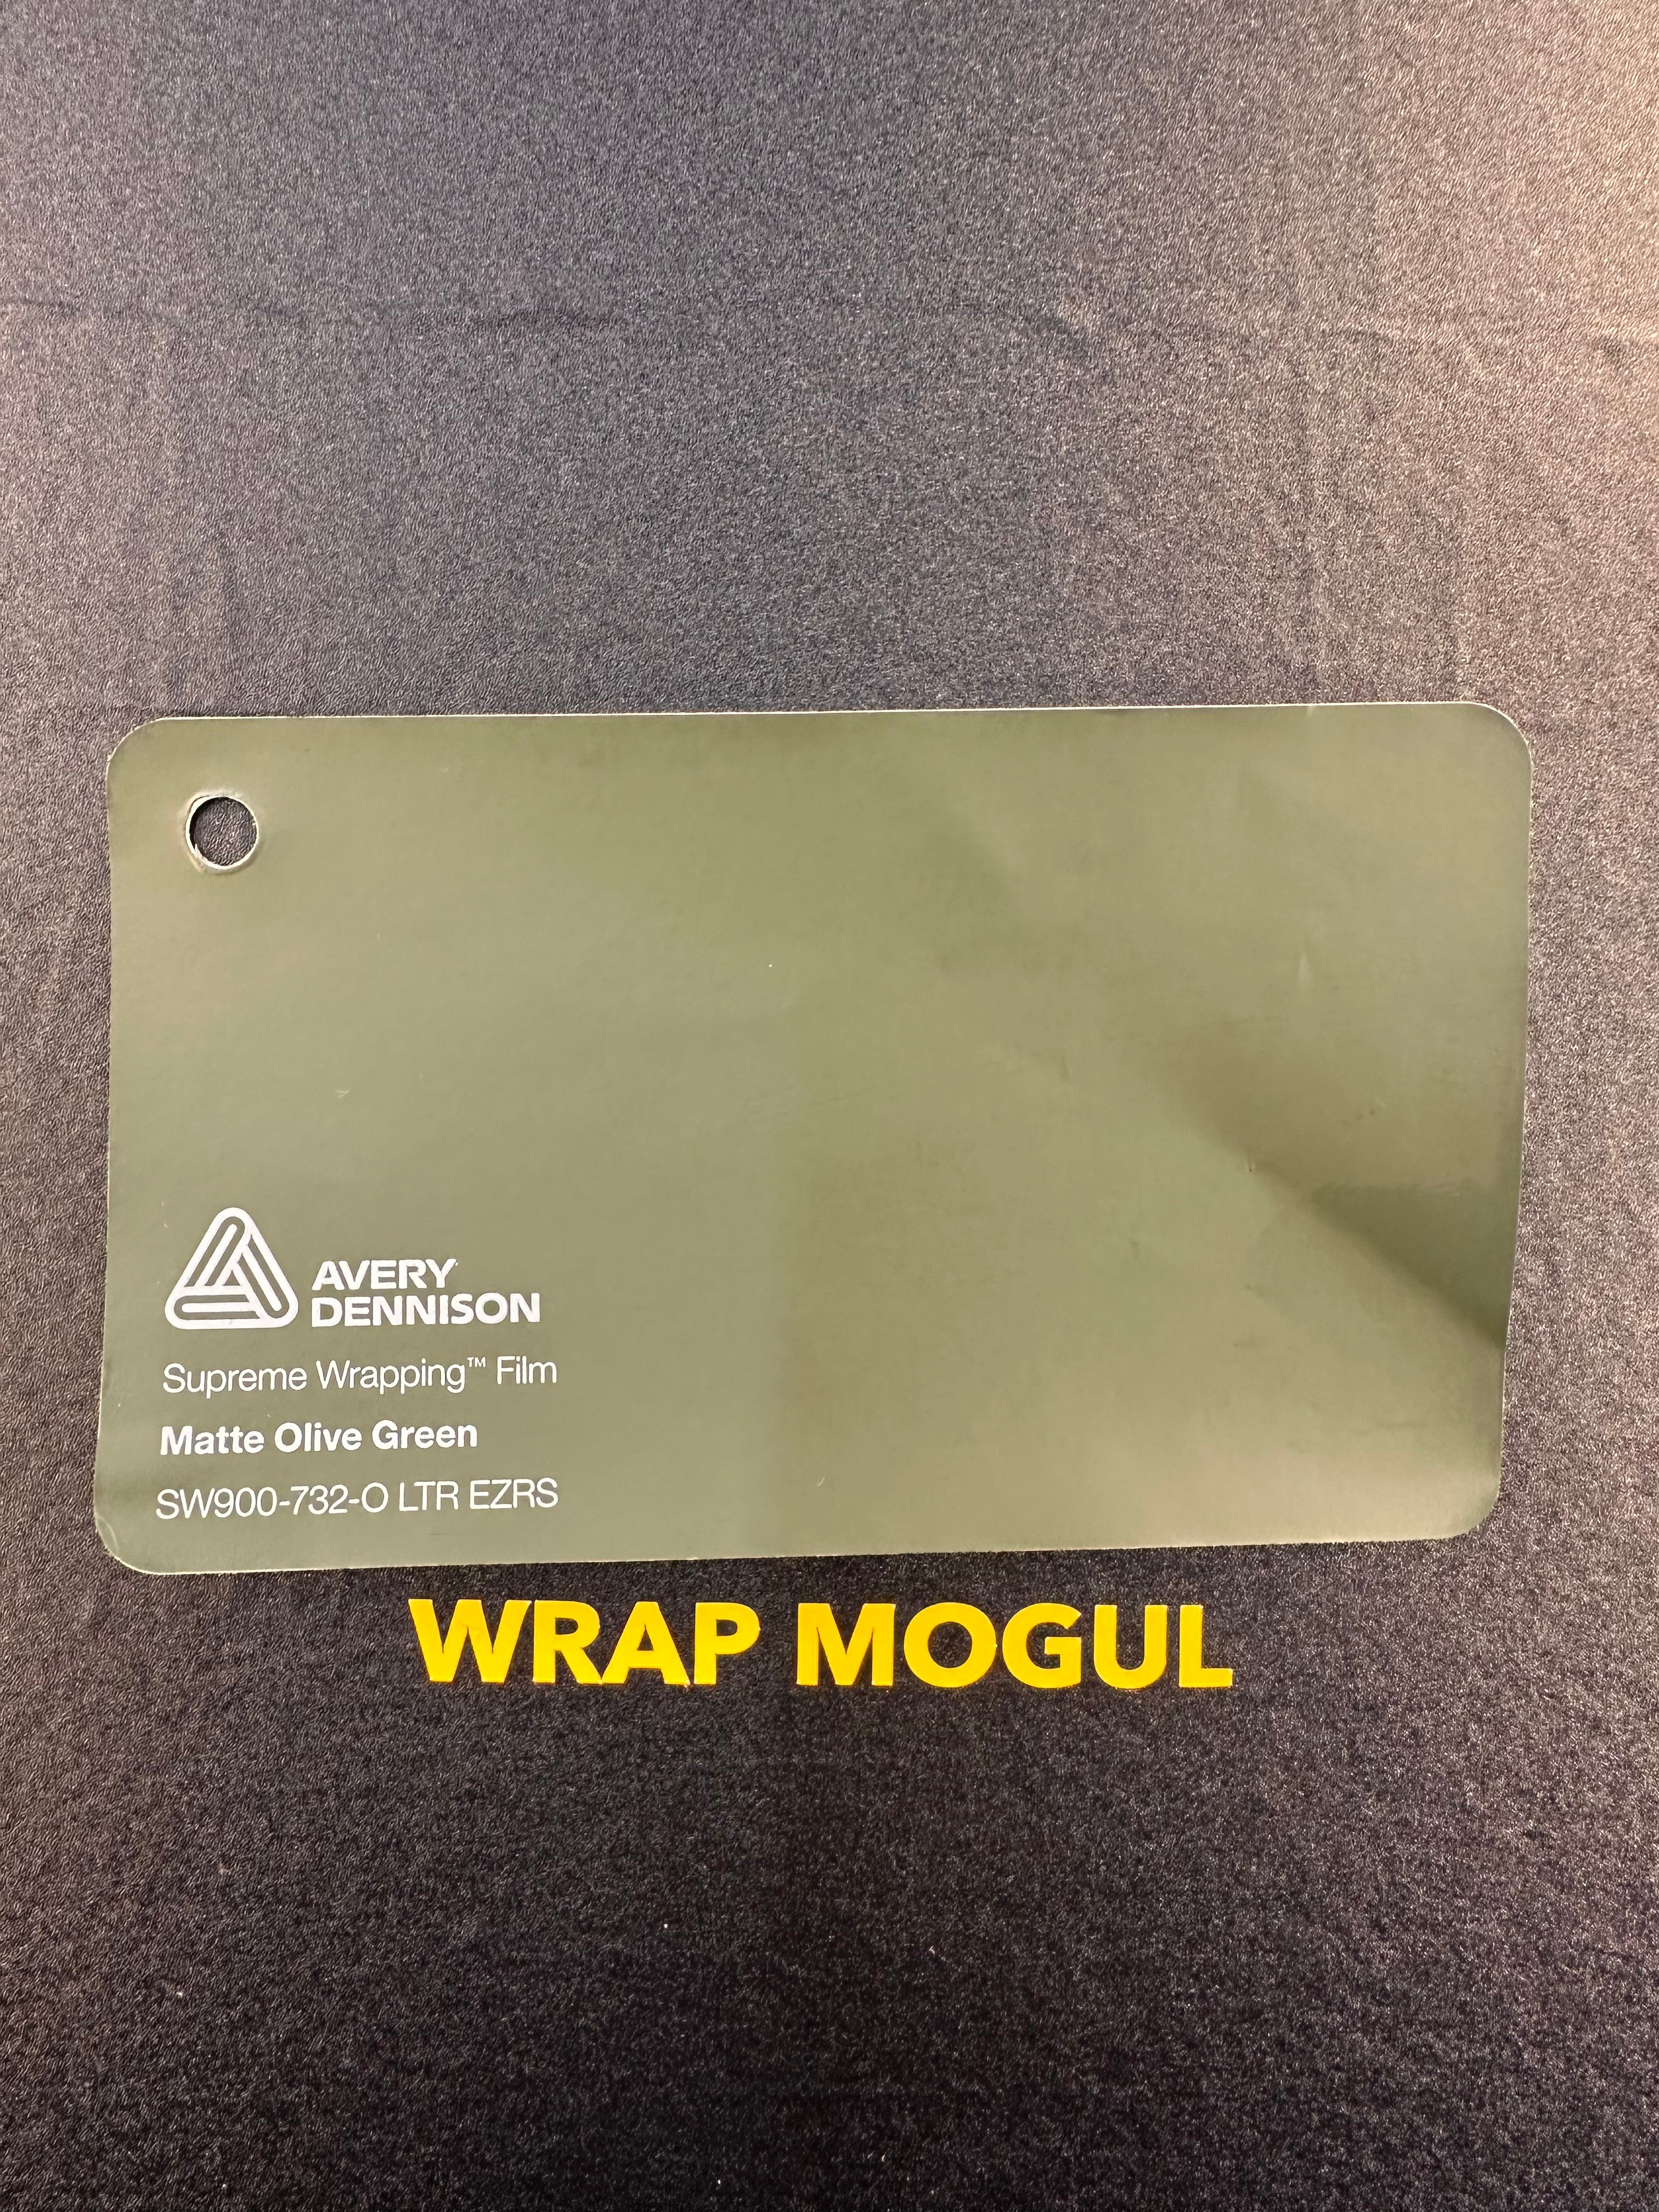 AVERY
DENNISON
Supreme Wrapping™ Film
Matte Olive Green
SW900-732-O LTR EZRS
WRAP MOGUL